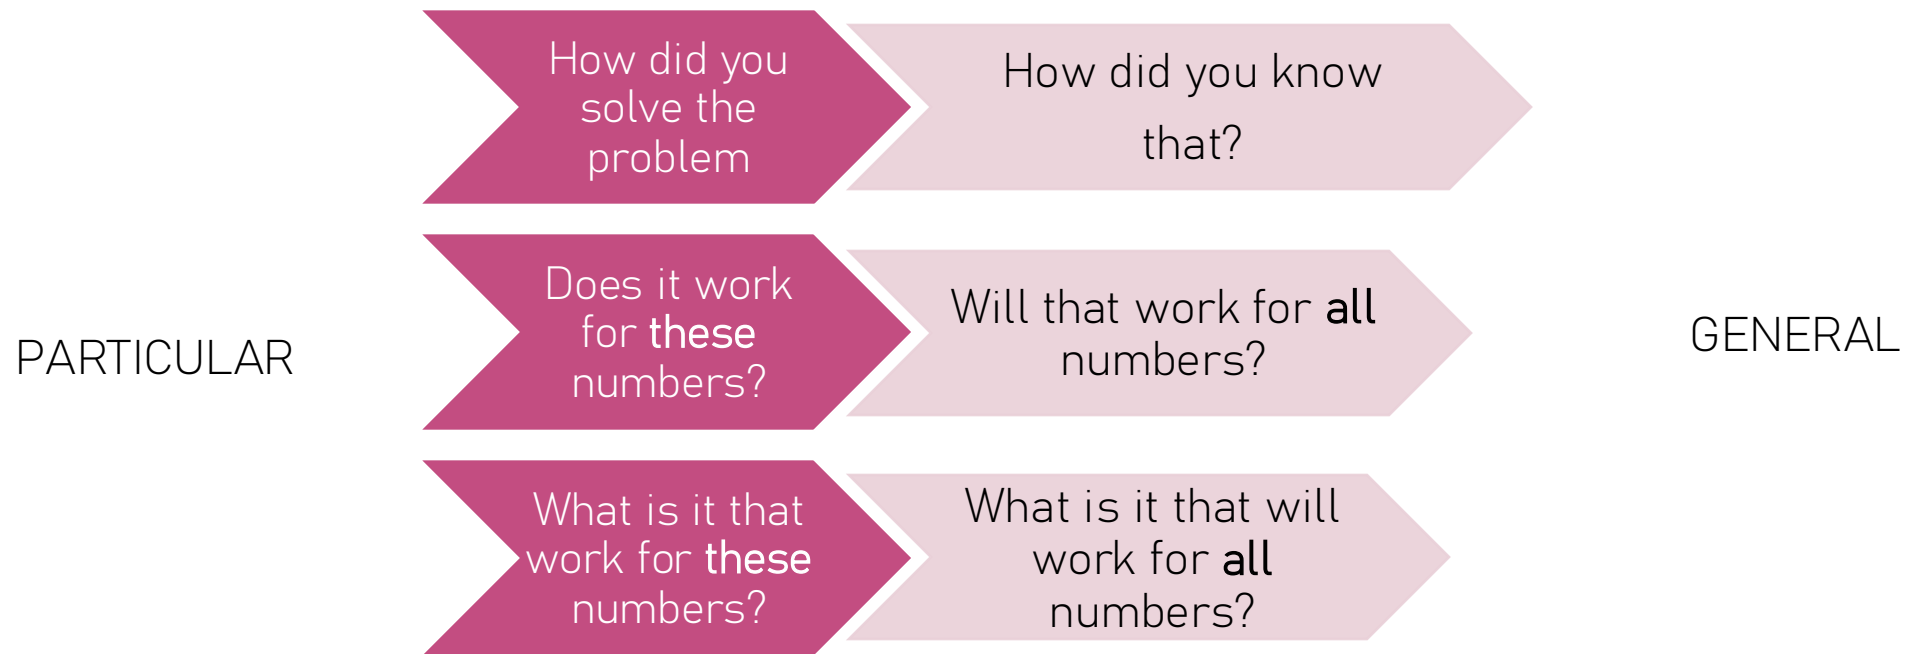 PARTICULAR
How did you
solve the
problem
How did you know
that?
Does it work
for these
numbers?
Will that work for all
numbers?
What is it that
work for these
numbers?
What is it that will
work for all
numbers?
GENERAL